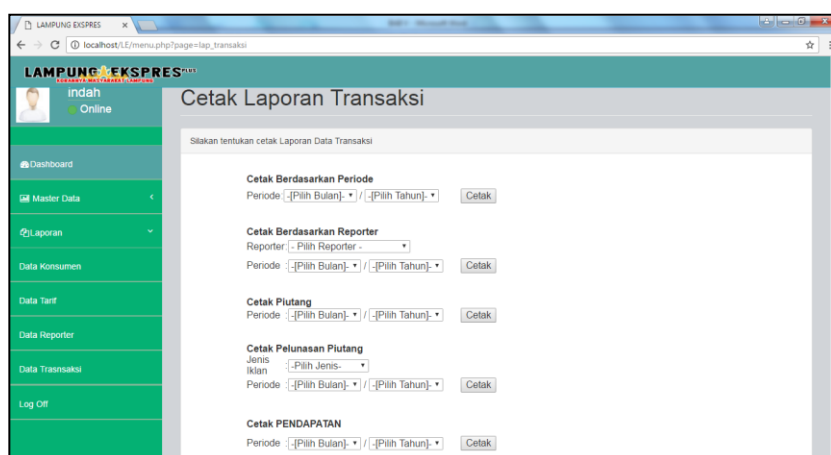 LAMPUNG EKSPRES
localhost/LE/menu.php?page=lap_transaksi
LAMPUNG EKSPRES PLUS
indah
Online
Dashboard
Master Data
Laporan
Data Konsumen
Data Tarif
Data Reporter
Data Trasnsaksi
Log Off
Cetak Laporan Transaksi
Silakan tentukan cetak Laporan Data Transaksi
Cetak Berdasarkan Periode
Periode: -[Pilih Bulan]- / -[Pilih Tahun]- Cetak
Cetak Berdasarkan Reporter
Reporter: - Pilih Reporter -
Periode : -[Pilih Bulan]- / -[Pilih Tahun]- Cetak
Cetak Piutang
Periode : -[Pilih Bulan]- / -[Pilih Tahun]- Cetak
Cetak Pelunasan Piutang
Jenis
Iklan : -Pilih Jenis-
Periode : -[Pilih Bulan]- / -[Pilih Tahun]- Cetak
Cetak PENDAPATAN
Periode : -[Pilih Bulan]- / -[Pilih Tahun]- Cetak